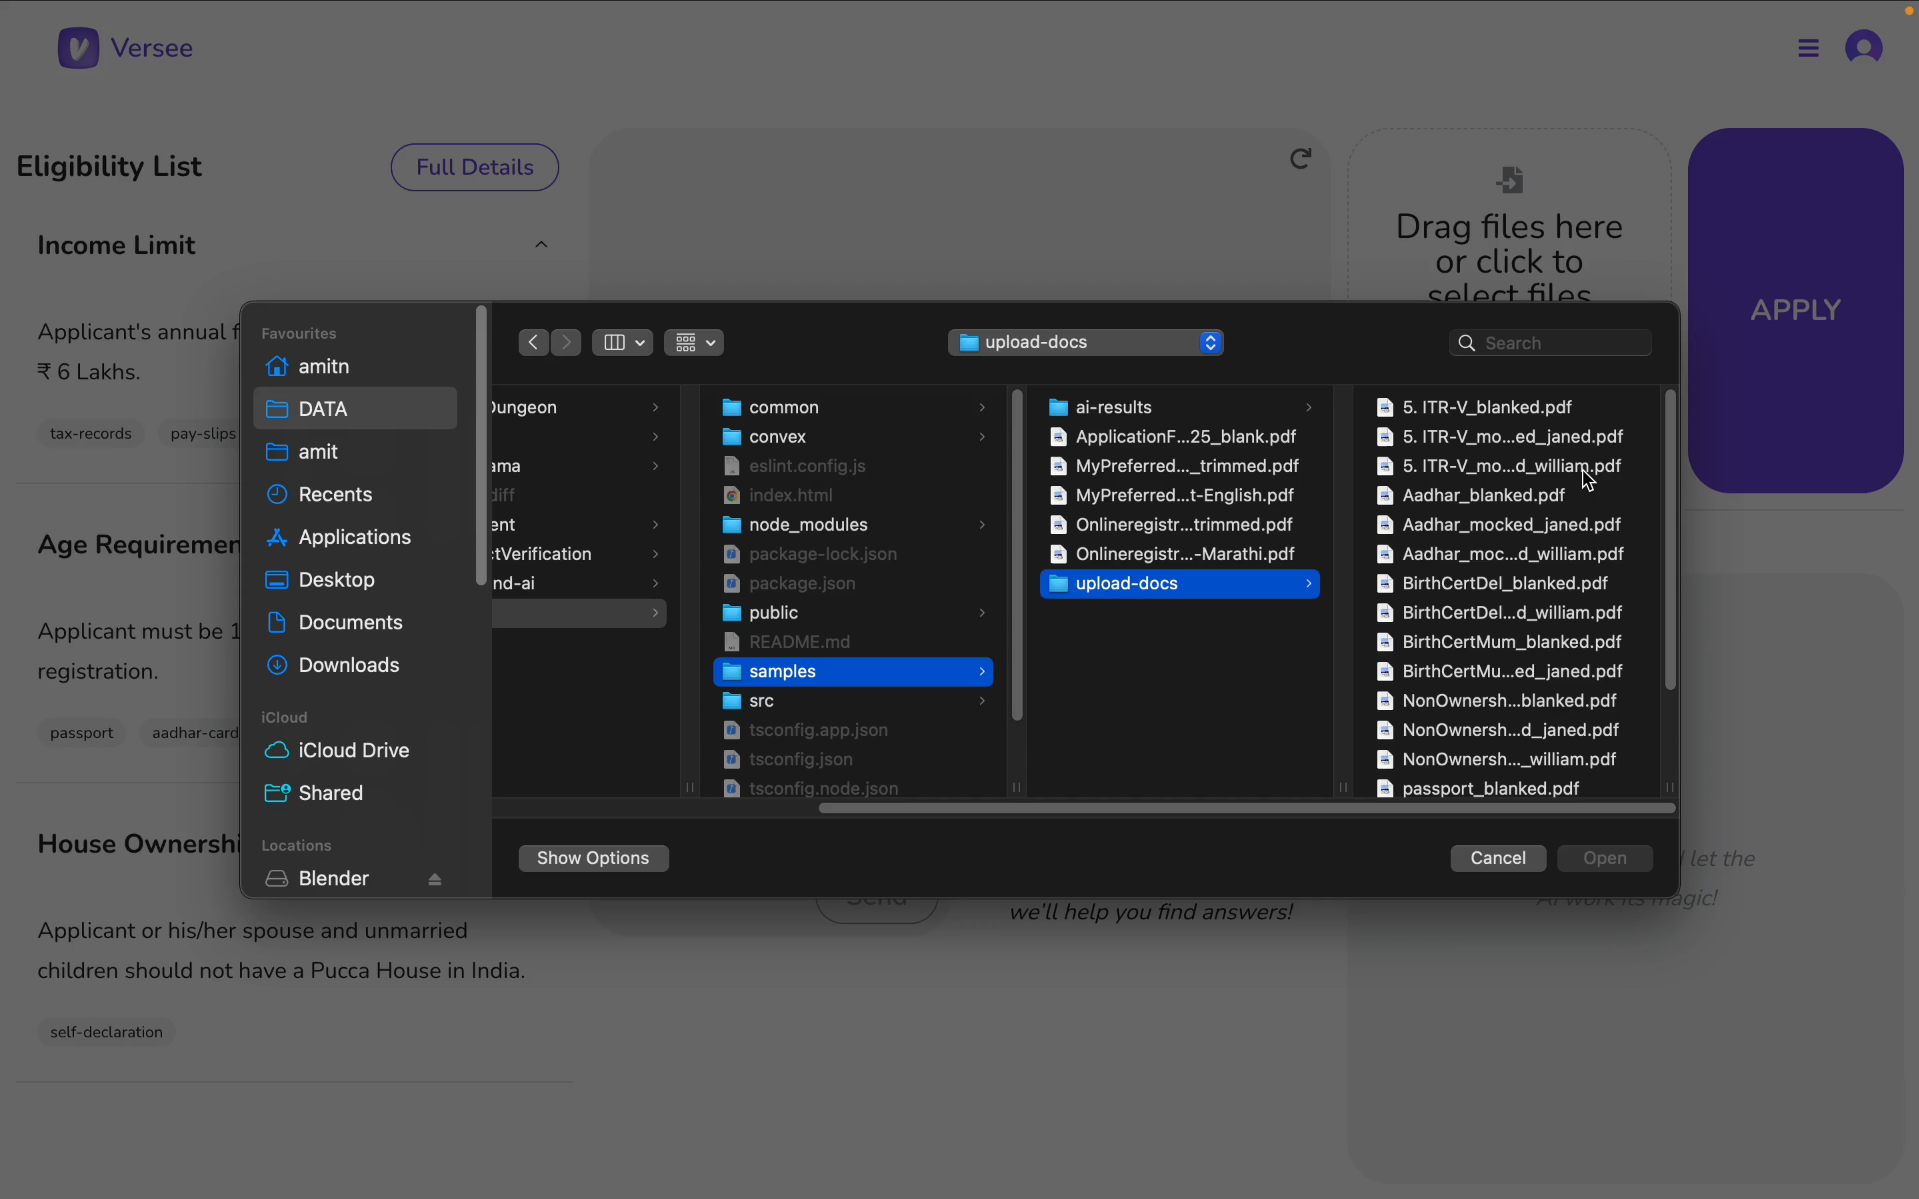 Versee
Eligibility List
Full Details
Income Limit
Applicant's annual f
₹ 6 Lakhs.
tax-records
pay-slips
Age Requiremen
Applicant must be 1
registration.
passport
aadhar-card
House Ownershi
Applicant or his/her spouse and unmarried
children should not have a Pucca House in India.
self-declaration
Drag files here
or click to
select files
APPLY
Favourites
amitn
DATA
amit
Recents
Applications
Desktop
Documents
Downloads
iCloud
iCloud Drive
Shared
Locations
Blender
upload-docs
Search
Dungeon
ama
diff
ent
ctVerification
nd-ai
common
convex
eslint.config.js
index.html
node_modules
package-lock.json
package.json
public
README.md
samples
src
tsconfig.app.json
tsconfig.json
tsconfig.node.json
ai-results
ApplicationF...25_blank.pdf
MyPreferred..._trimmed.pdf
MyPreferred...t-English.pdf
Onlineregistr...trimmed.pdf
Onlineregistr...-Marathi.pdf
upload-docs
5. ITR-V_blanked.pdf
5. ITR-V_mo...ed_janed.pdf
5. ITR-V_mo...d_william.pdf
Aadhar_blanked.pdf
Aadhar_mocked_janed.pdf
Aadhar_moc...d_william.pdf
BirthCertDel_blanked.pdf
BirthCertDel...d_william.pdf
BirthCertMum_blanked.pdf
BirthCertMu...ed_janed.pdf
NonOwnersh...blanked.pdf
NonOwnersh...d_janed.pdf
NonOwnersh..._william.pdf
passport_blanked.pdf
Show Options
Cancel
Open
Send
we'll help you find answers!
let the
AI work its magic!